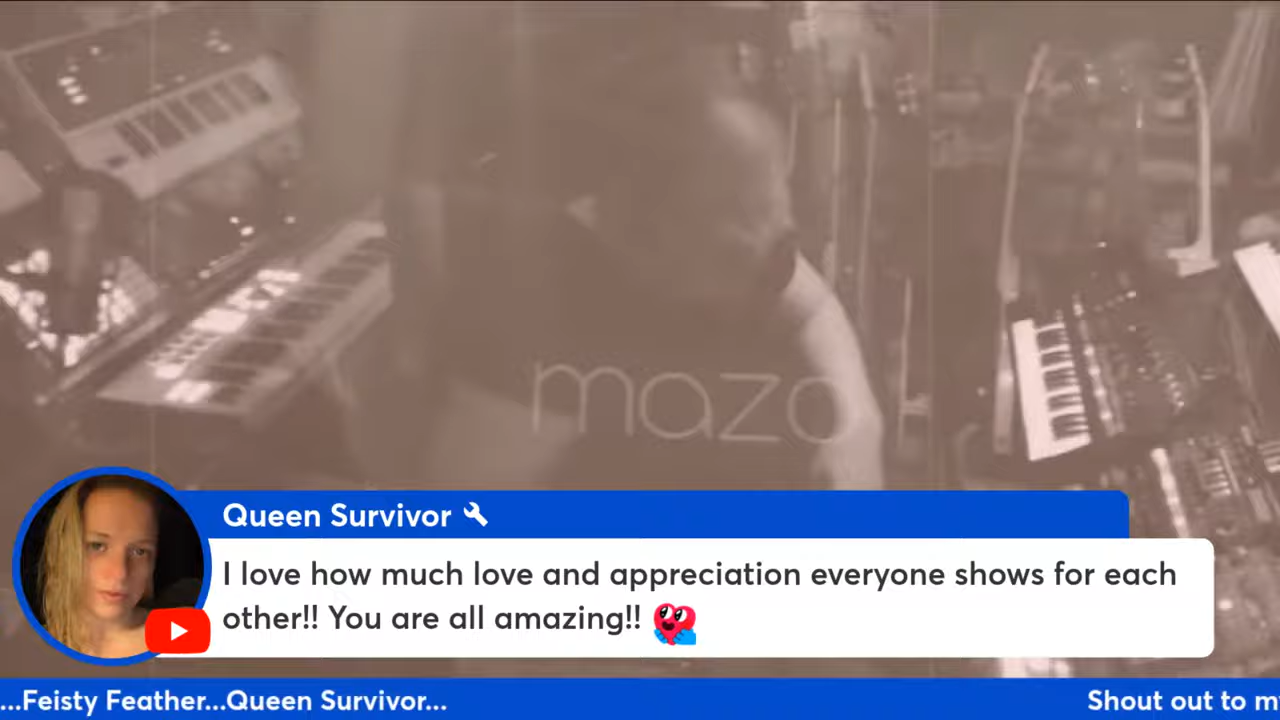 mazo
Queen Survivor
I love how much love and appreciation everyone shows for each
other!! You are all amazing!!
...Feisty Feather...Queen Survivor...
Shout out to m